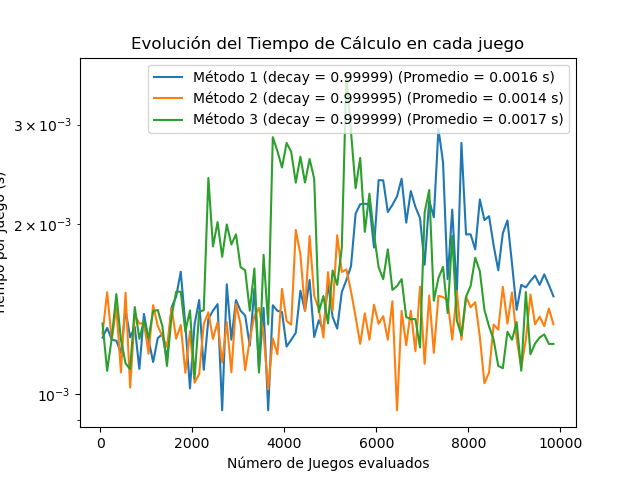 Evolución del Tiempo de Cálculo en cada juego
Método 1 (decay = 0.99999) (Promedio = 0.0016 s)
Método 2 (decay = 0.999995) (Promedio = 0.0014 s)
Método 3 (decay = 0.999999) (Promedio = 0.0017 s)
3 × 10⁻³
2 × 10⁻³
10⁻³
por juego (s)
0 2000 4000 6000 8000 10000
Número de Juegos evaluados